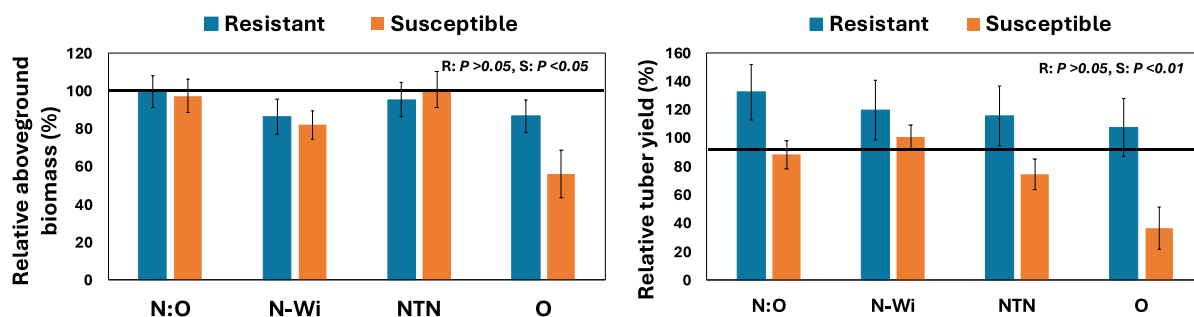 Resistant Susceptible
Relative aboveground
biomass (%)
120
100
80
60
40
20
0
R: P >0.05, S: P <0.05
N:O N-Wi NTN O
Resistant Susceptible
Relative tuber yield (%)
160
140
120
100
80
60
40
20
0
R: P >0.05, S: P <0.01
N:O N-Wi NTN O